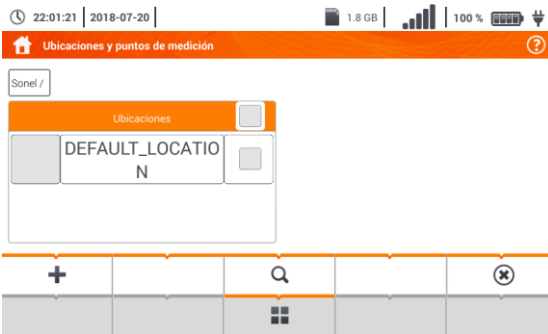 22:01:21 2018-07-20 1.8 GB 100 %
Ubicaciones y puntos de medición
Sonel /
Ubicaciones
DEFAULT_LOCATIO
N